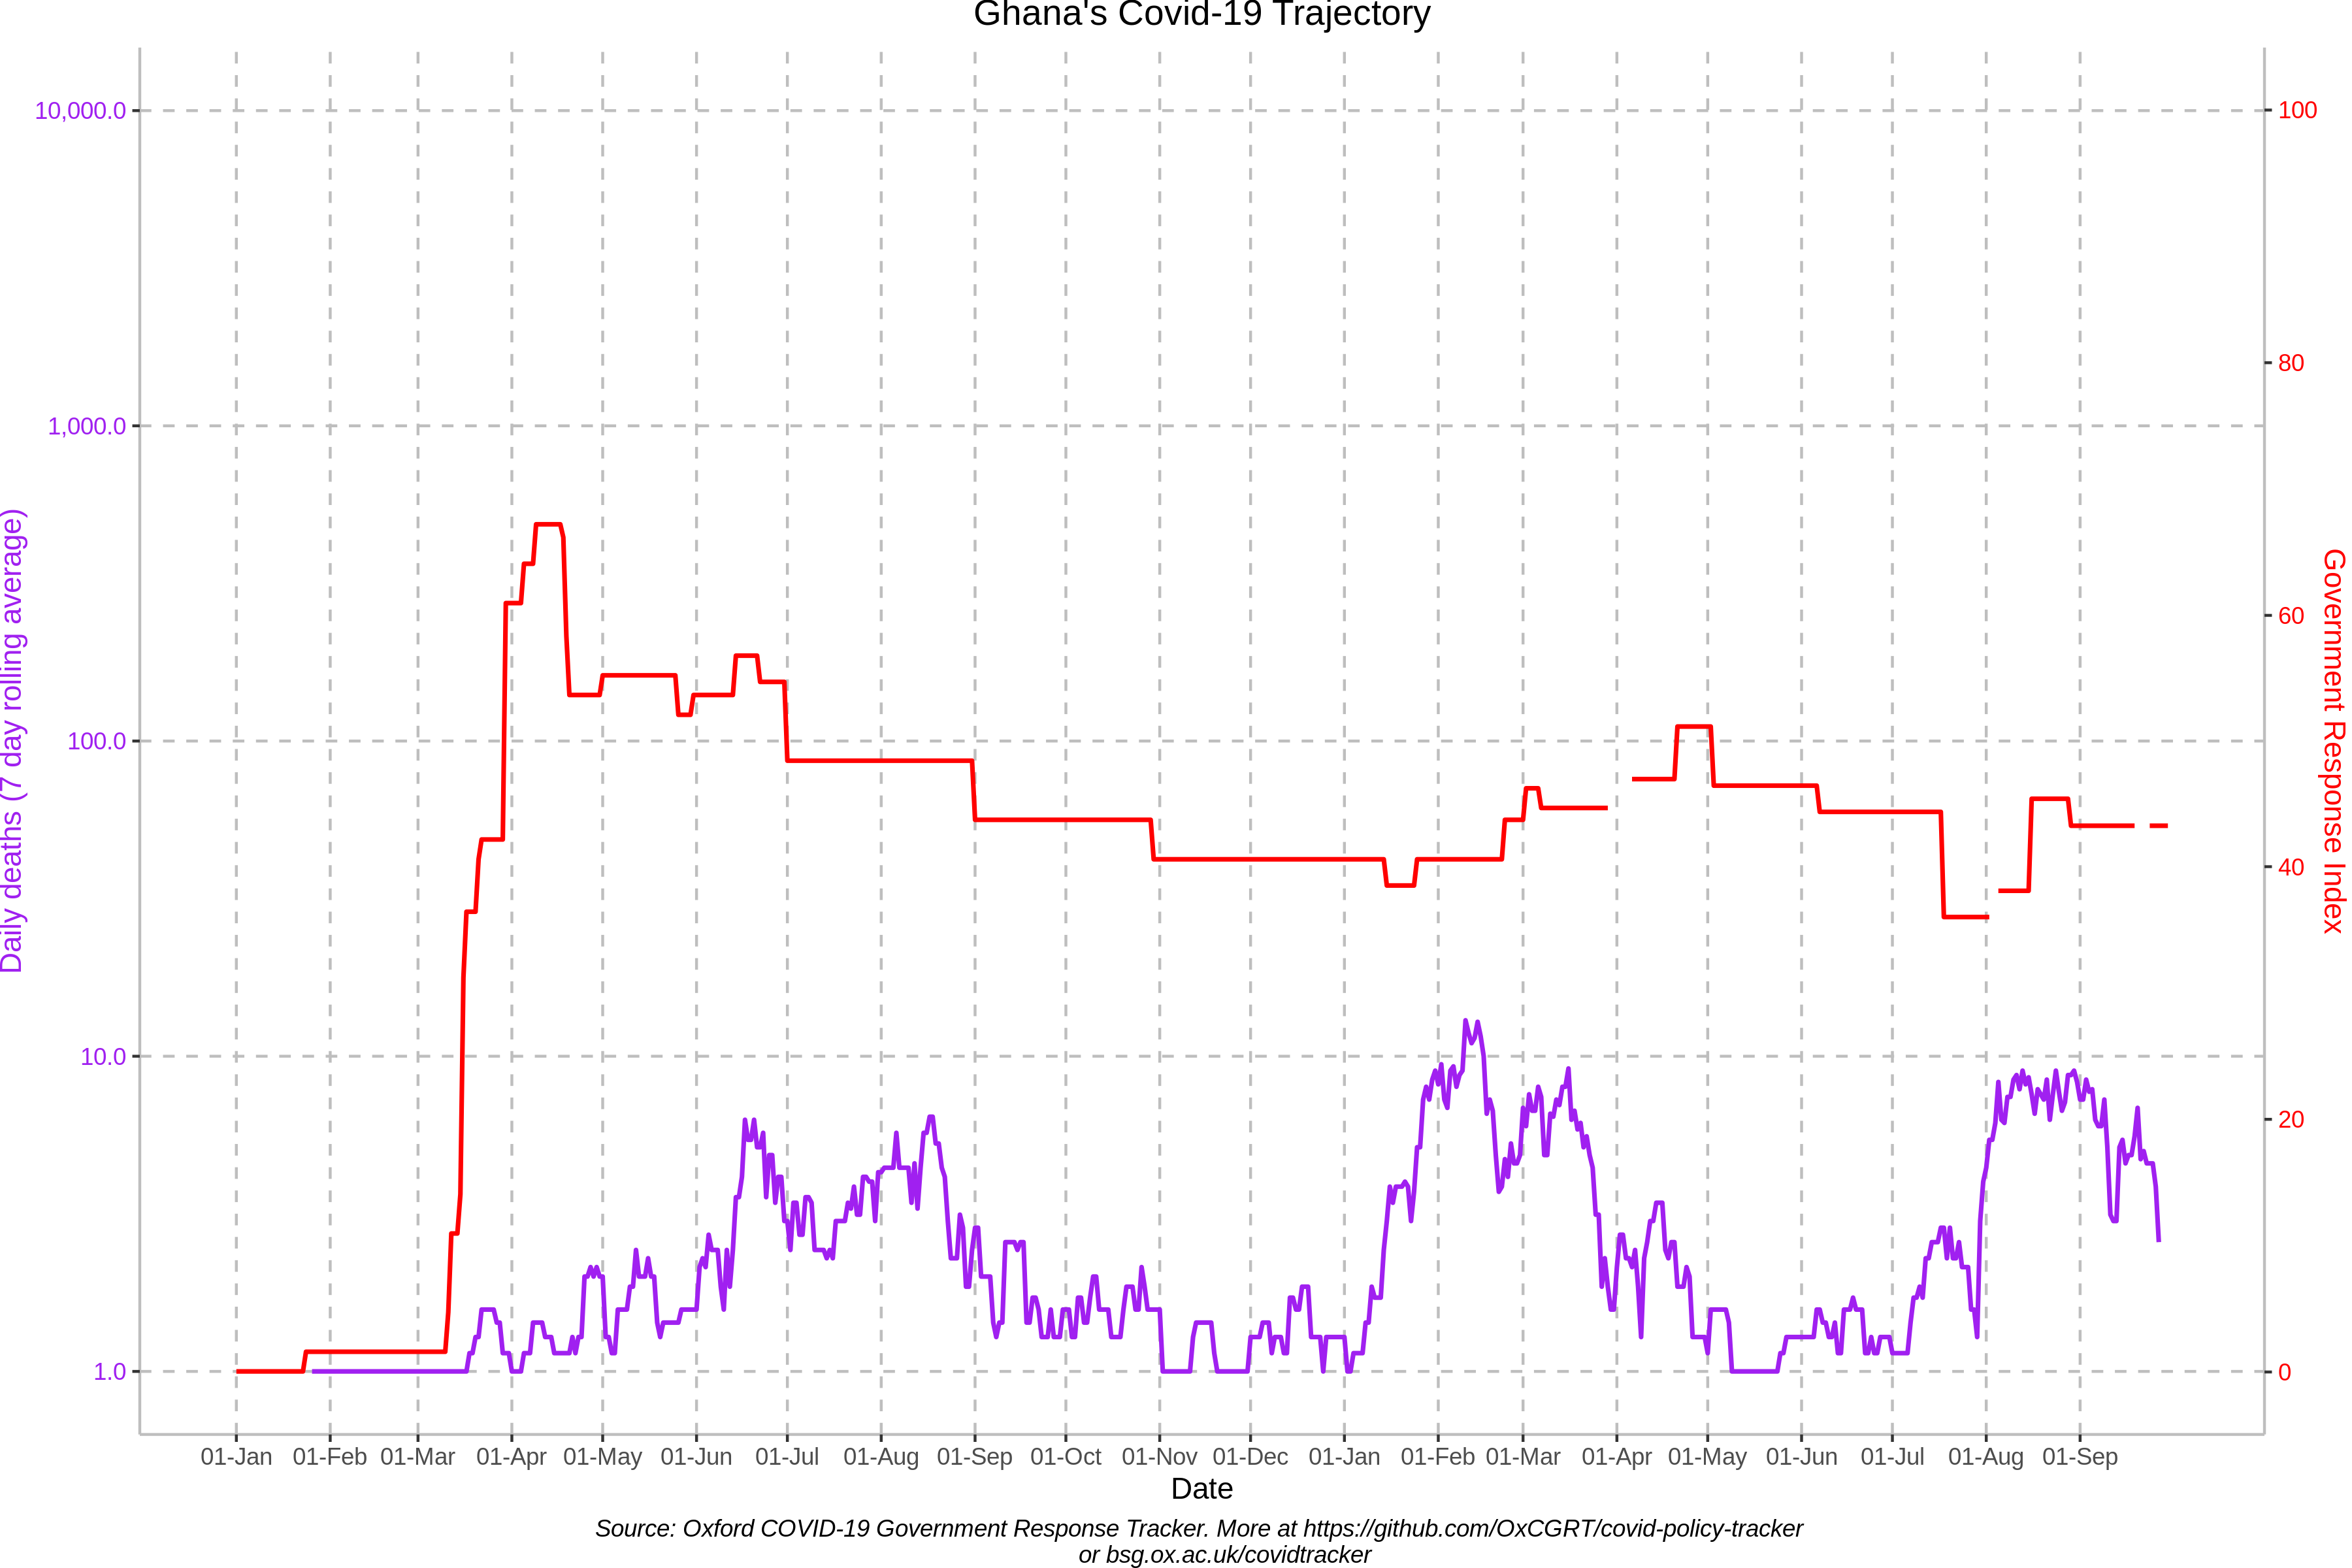 Ghana's Covid-19 Trajectory
10,000.0
1,000.0
100.0
10.0
1.0
Daily deaths (7 day rolling average)
100
80
60
40
20
0
Government Response Index
01-Jan 01-Feb 01-Mar 01-Apr 01-May 01-Jun 01-Jul 01-Aug 01-Sep 01-Oct 01-Nov 01-Dec 01-Jan 01-Feb 01-Mar 01-Apr 01-May 01-Jun 01-Jul 01-Aug 01-Sep
Date
Source: Oxford COVID-19 Government Response Tracker. More at https://github.com/OxCGRT/covid-policy-tracker
or bsg.ox.ac.uk/covidtracker